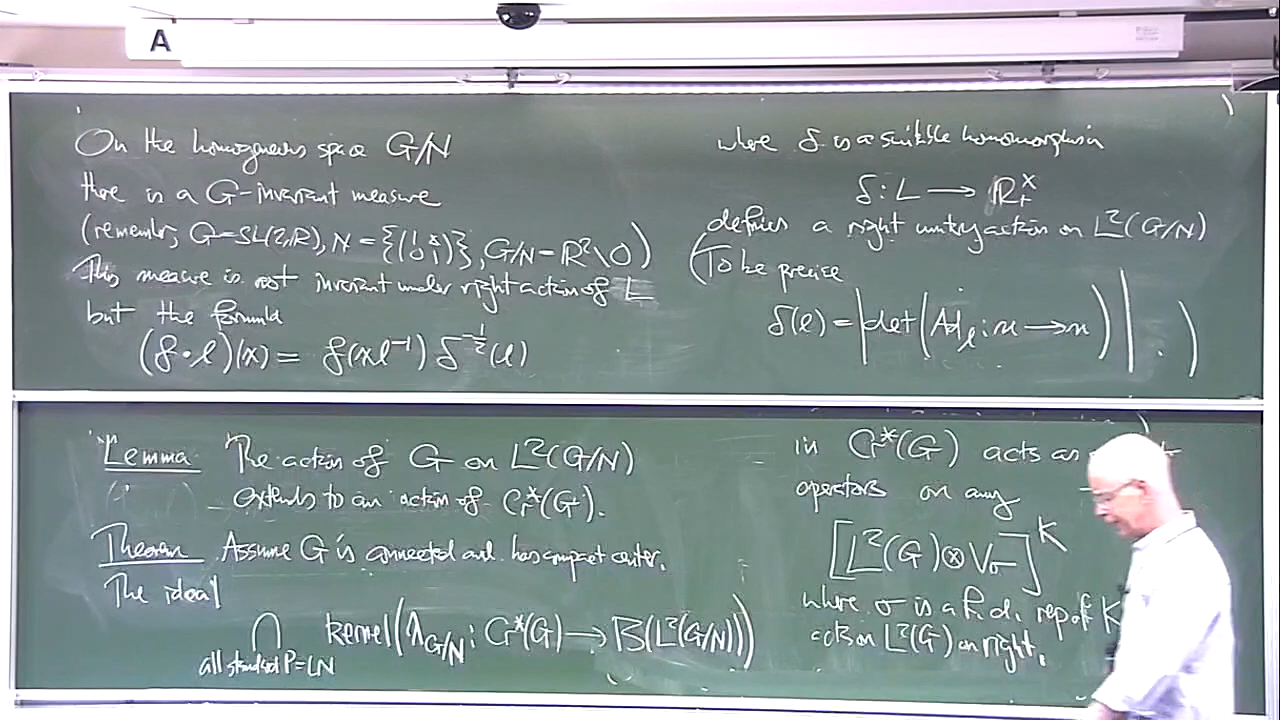 A
On the homogeneous space G/N
there is a G-invariant measure
(remember, G=SL(2,R), N = {(1 * 0 1)}, G/N = R²\0)
This measure is not invariant under right action of L
but the formula
(f·l)(x) = f(xl⁻¹) δ^{-1/2}(l)
where δ is a suitable homomorphism
δ: L → R₊^×
defines a right unitary action on L²(G/N)
(To be precise
δ(l) = |det(Ad_l : n → n)|. )
Lemma The action of G on L²(G/N)
extends to an action of C_r*(G).
Theorem Assume G is connected and has compact center.
The ideal
∩ kernel(λ_{G/N} : C_r*(G) → B(L²(G/N)))
all standard P=LN
in C_r*(G) acts as
operators on any
[L²(G)⊗V_σ]^K
where σ is a f.d. rep of K
acts on L²(G) on right.